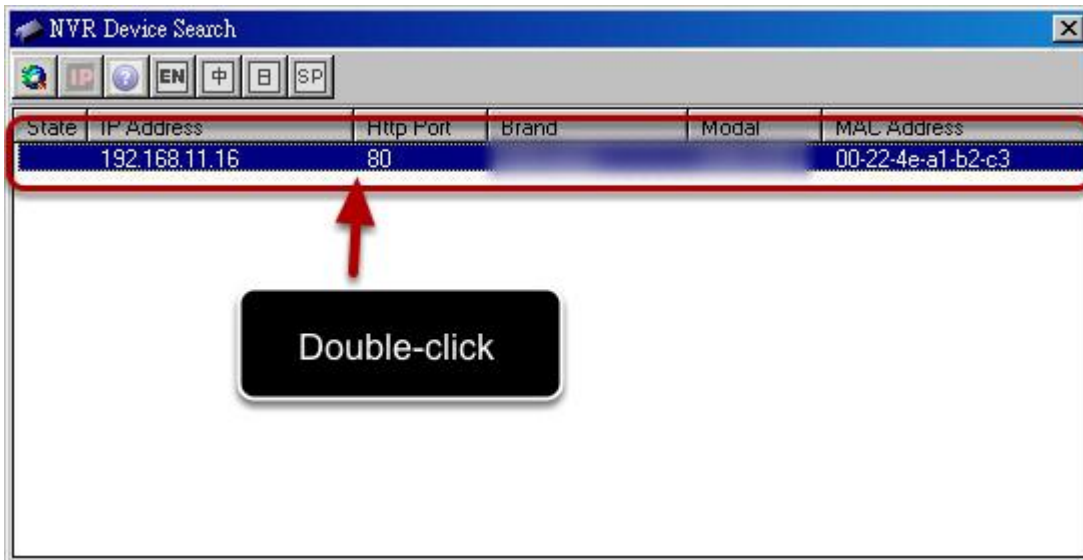 NVR Device Search
IP EN 中 日 SP
State IP Address Http Port Brand Modal MAC Address
192.168.11.16 80 00-22-4e-a1-b2-c3
Double-click